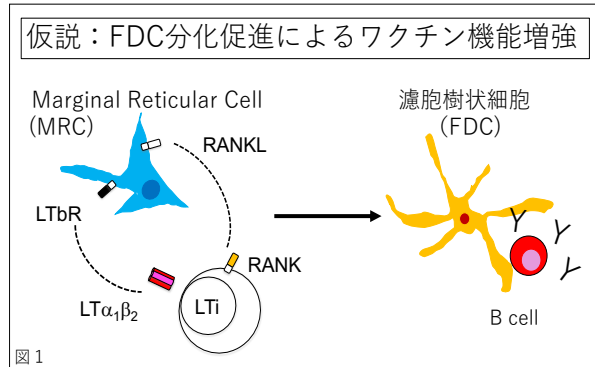 仮説：FDC分化促進によるワクチン機能増強
Marginal Reticular Cell
(MRC)
RANKL
LTbR
RANK
LTα₁β₂
LTi
濾胞樹状細胞
(FDC)
B cell
図1